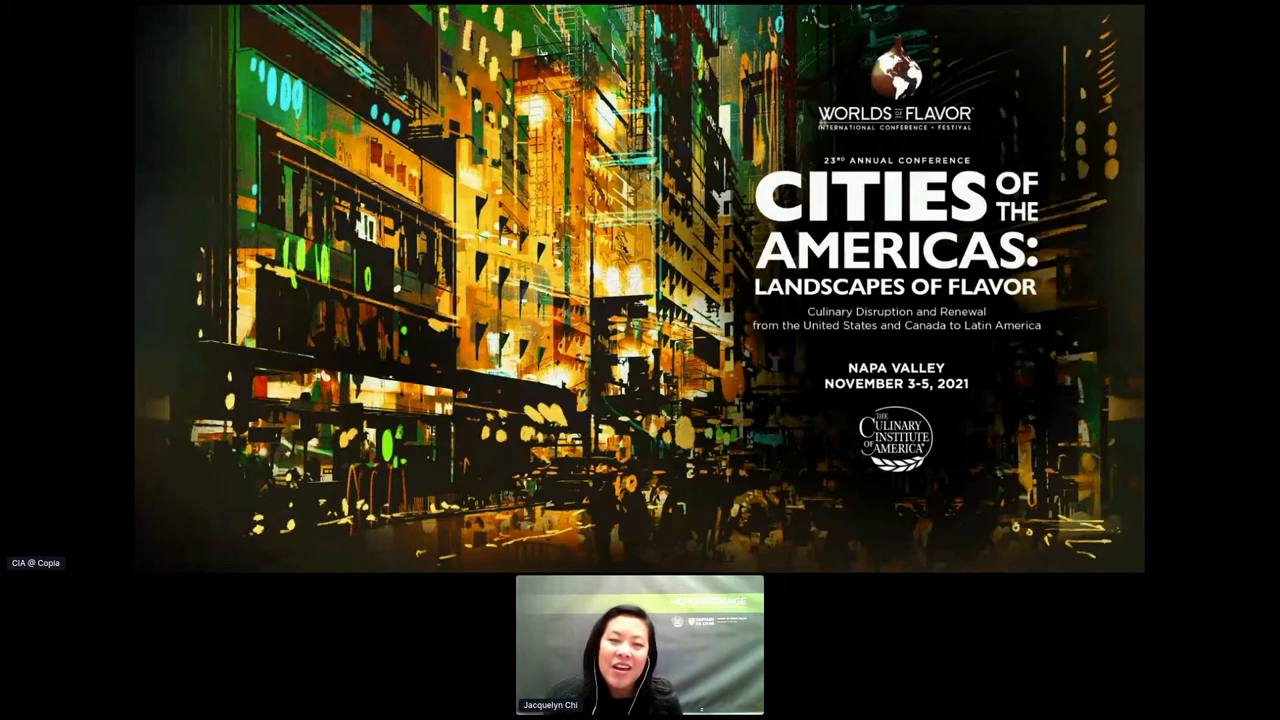 WORLDS OF FLAVOR®
INTERNATIONAL CONFERENCE + FESTIVAL
23RD ANNUAL CONFERENCE
CITIES OF THE
AMERICAS:
LANDSCAPES OF FLAVOR
Culinary Disruption and Renewal
from the United States and Canada to Latin America
NAPA VALLEY
NOVEMBER 3-5, 2021
THE
CULINARY
INSTITUTE
OF AMERICA®
CIA @ Copia
Jacquelyn Chi